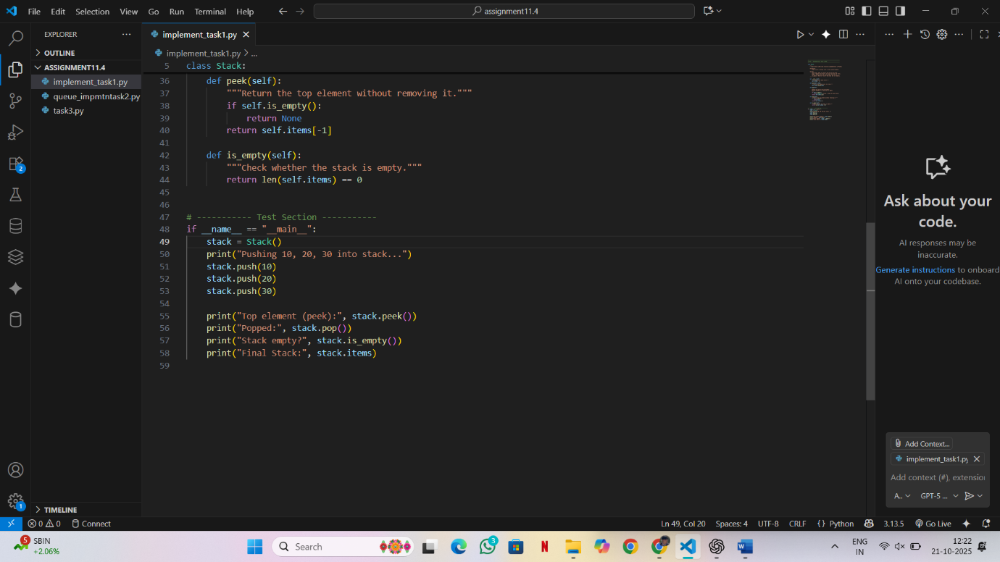 File Edit Selection View Go Run Terminal Help
assignment11.4
EXPLORER
OUTLINE
ASSIGNMENT11.4
implement_task1.py
queue_impmtntask2.py
task3.py
TIMELINE
implement_task1.py
implement_task1.py > ...
5 class Stack:
36 def peek(self):
37 """Return the top element without removing it."""
38 if self.is_empty():
39 return None
40 return self.items[-1]
41
42 def is_empty(self):
43 """Check whether the stack is empty."""
44 return len(self.items) == 0
45
46
47 # ----------- Test Section -----------
48 if __name__ == "__main__":
49 stack = Stack()
50 print("Pushing 10, 20, 30 into stack...")
51 stack.push(10)
52 stack.push(20)
53 stack.push(30)
54
55 print("Top element (peek):", stack.peek())
56 print("Popped:", stack.pop())
57 print("Stack empty?", stack.is_empty())
58 print("Final Stack:", stack.items)
59
Ask about your
code.
AI responses may be
inaccurate.
Generate instructions to onboard
AI onto your codebase.
Add Context...
implement_task1.py
Add context (#), extensio
A.. GPT-5 ...
2
1
0 0 Connect
Ln 49, Col 20 Spaces: 4 UTF-8 CRLF {} Python 3.13.5 Go Live
5
SBIN
+2.06%
Search
3
N
W
ENG
IN
12:22
21-10-2025